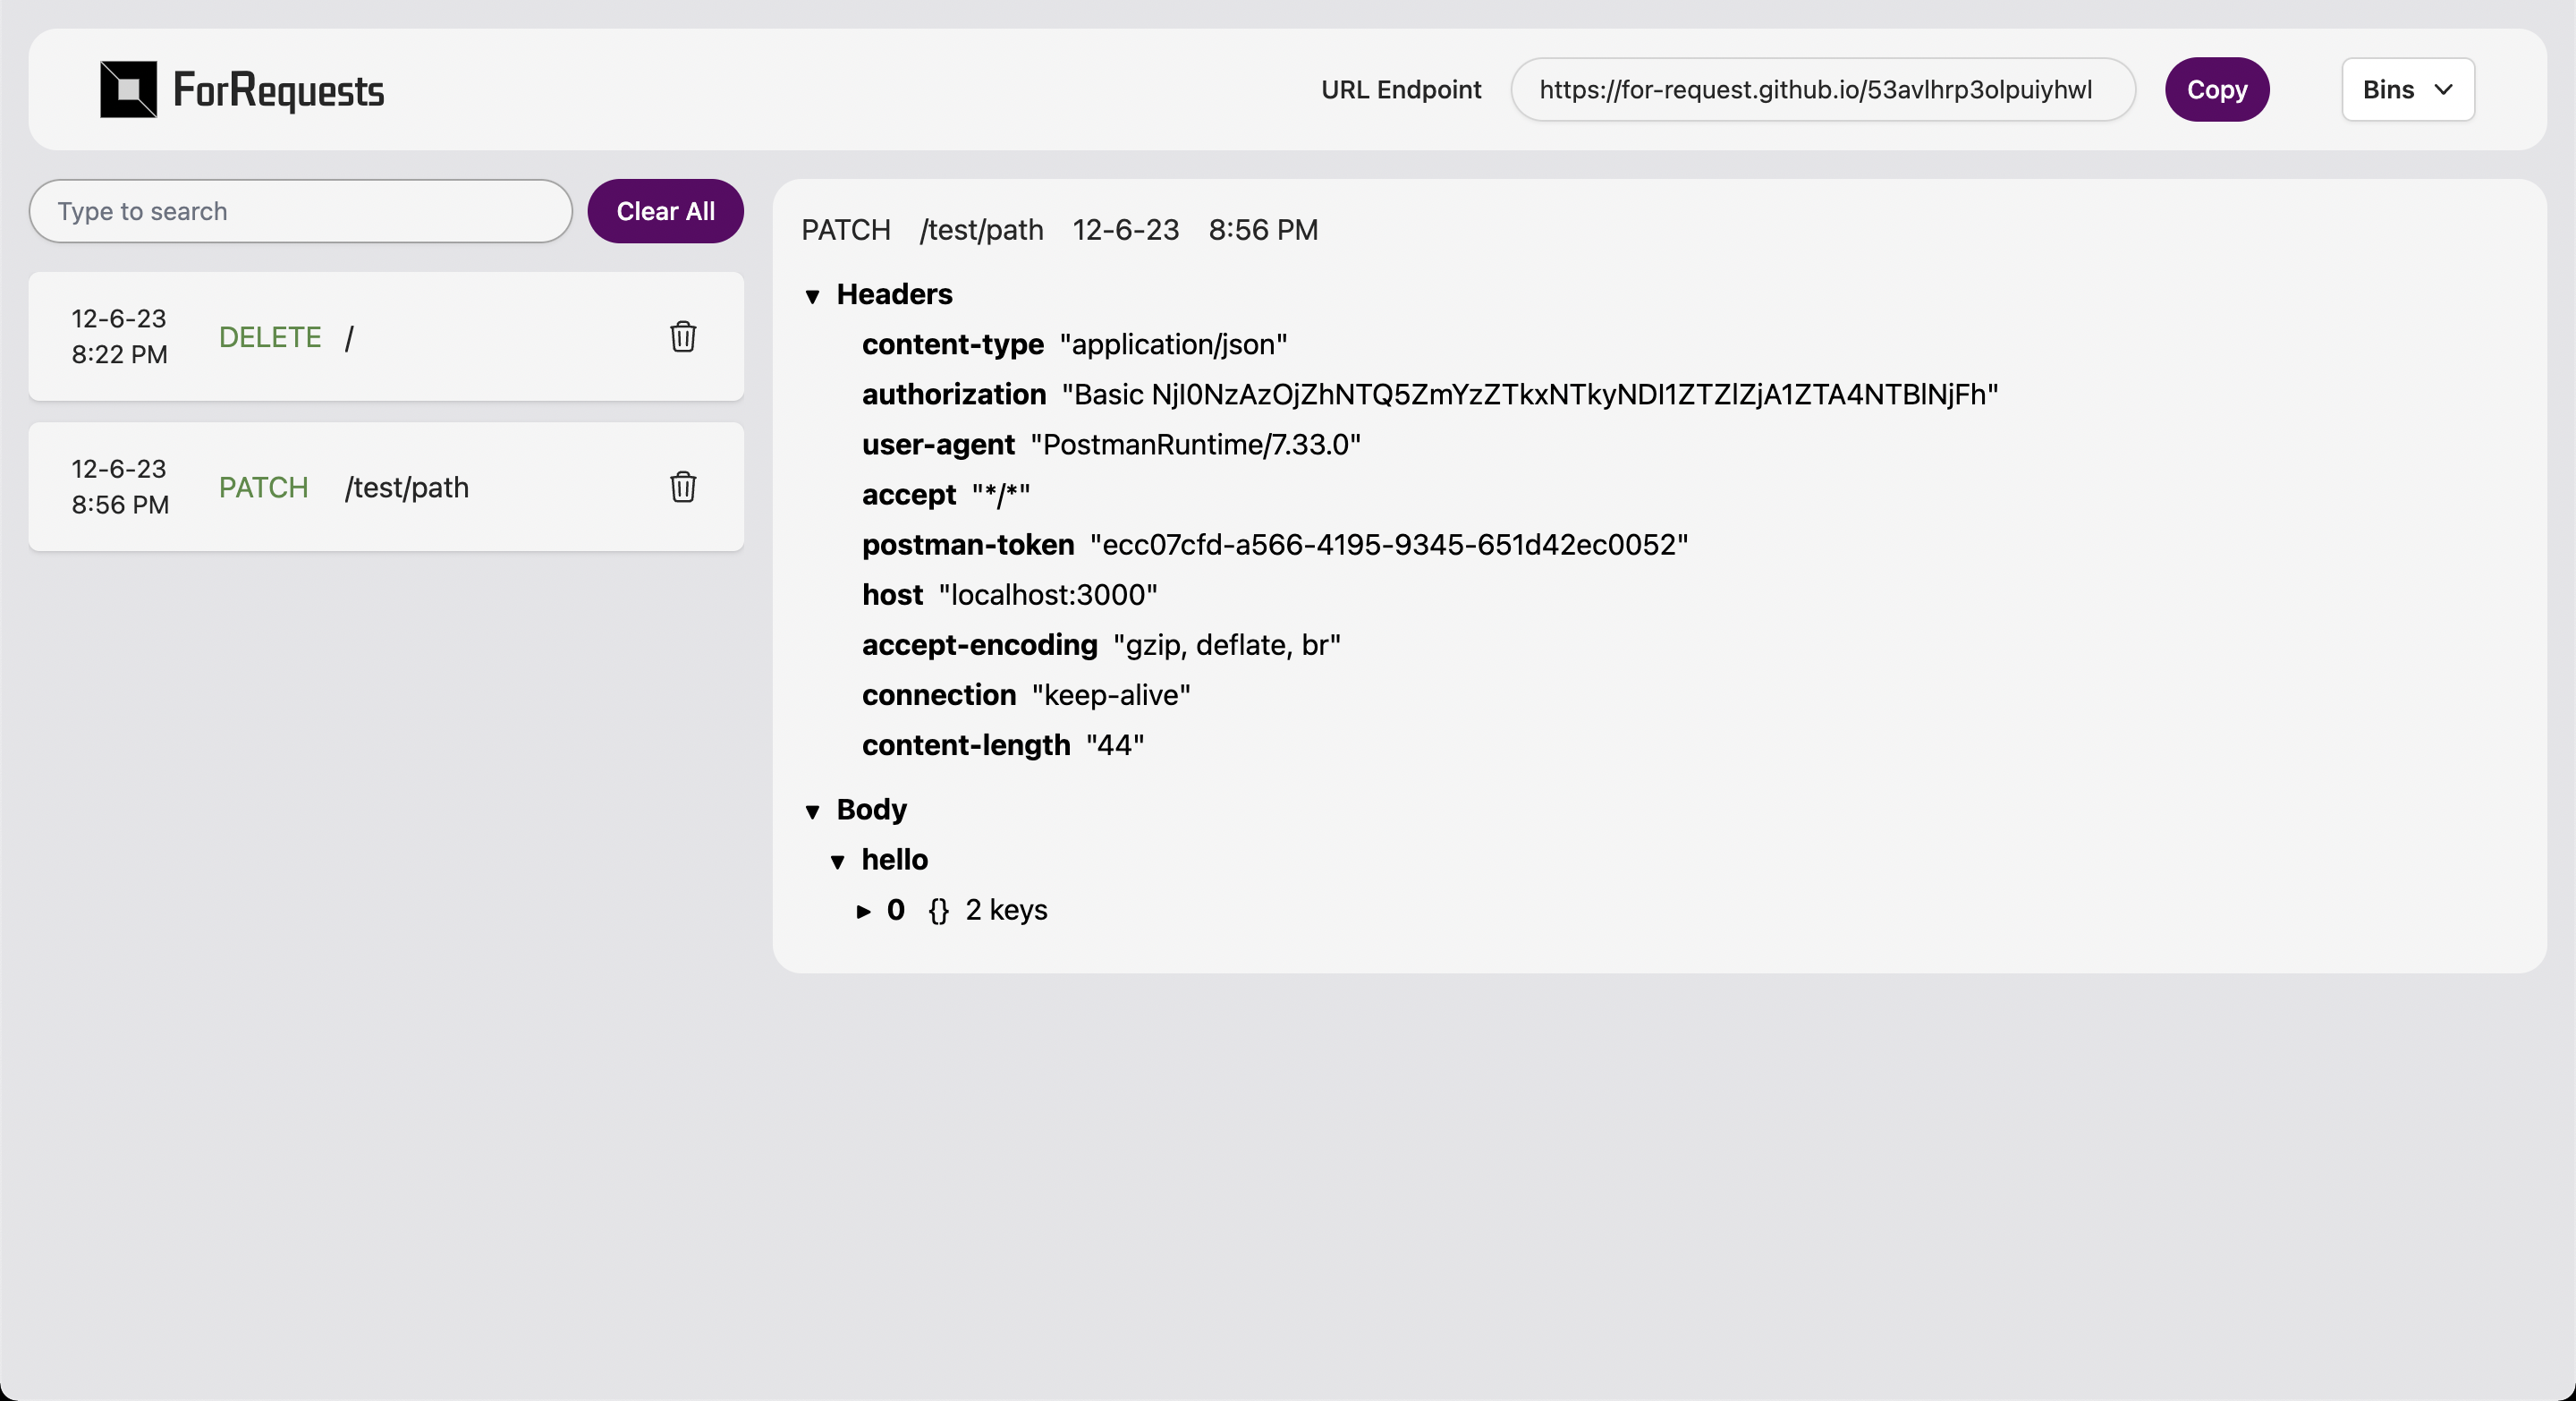 ForRequests
URL Endpoint https://for-request.github.io/53avlhrp3olpuiyhwl Copy Bins
Type to search Clear All
12-6-23
8:22 PM DELETE /
12-6-23
8:56 PM PATCH /test/path
PATCH /test/path 12-6-23 8:56 PM
▼ Headers
content-type "application/json"
authorization "Basic NjI0NzAzOjZhNTQ5ZmYzZTkxNTkyNDI1ZTZlZjA1ZTA4NTBlNjFh"
user-agent "PostmanRuntime/7.33.0"
accept "*/*"
postman-token "ecc07cfd-a566-4195-9345-651d42ec0052"
host "localhost:3000"
accept-encoding "gzip, deflate, br"
connection "keep-alive"
content-length "44"
▼ Body
▼ hello
► 0 {} 2 keys